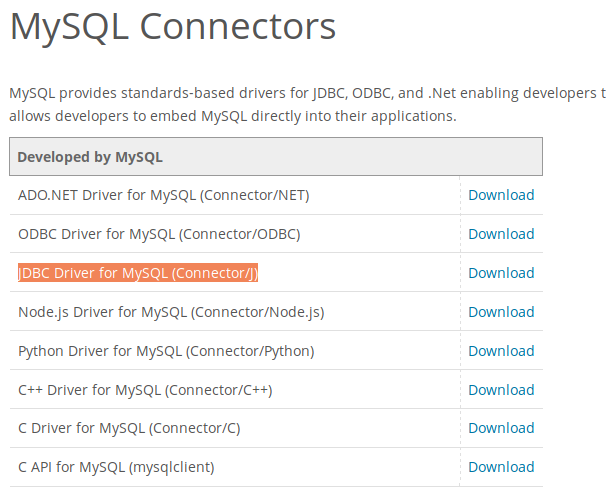 MySQL Connectors
MySQL provides standards-based drivers for JDBC, ODBC, and .Net enabling developers t
allows developers to embed MySQL directly into their applications.
Developed by MySQL
ADO.NET Driver for MySQL (Connector/NET) Download
ODBC Driver for MySQL (Connector/ODBC) Download
JDBC Driver for MySQL (Connector/J) Download
Node.js Driver for MySQL (Connector/Node.js) Download
Python Driver for MySQL (Connector/Python) Download
C++ Driver for MySQL (Connector/C++) Download
C Driver for MySQL (Connector/C) Download
C API for MySQL (mysqlclient) Download